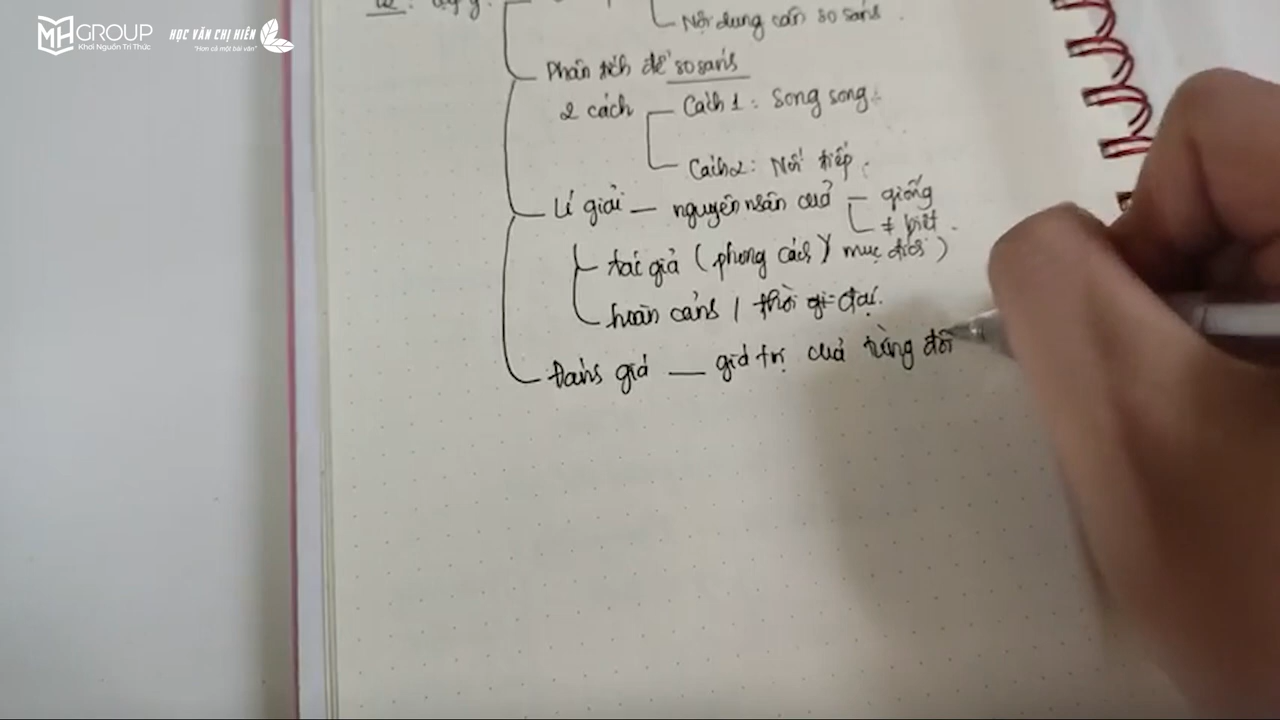 MH GROUP
Khơi Nguồn Tri Thức
HỌC VĂN CHỊ HIÊN
"Hơn cả một bài văn"
Nội dung cần so sánh.
Phân tích để so sánh
2 cách
Cách 1: Song song.
Cách 2: Nối tiếp.
Lí giải — nguyên nhân của — giống
≠ biệt.
tác giả (phong cách / mục đích)
hoàn cảnh / thời đại.
Đánh giá — giá trị của từng đối